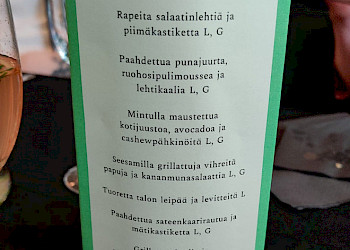 Rapeita salaatinlehtiä ja
piimäkastiketta L, G
Paahdettua punajuurta,
ruohosipulimoussea ja
lehtikaalia L, G
Mintulla maustettua
kotijuustoa, avocadoa ja
cashewpähkinöitä L, G
Seesamilla grillattuja vihreitä
papuja ja kananmunasalaattia L, G
Tuoretta talon leipää ja levitteitä L
Paahdettua sateenkaarirautua ja
mätikastiketta L, G